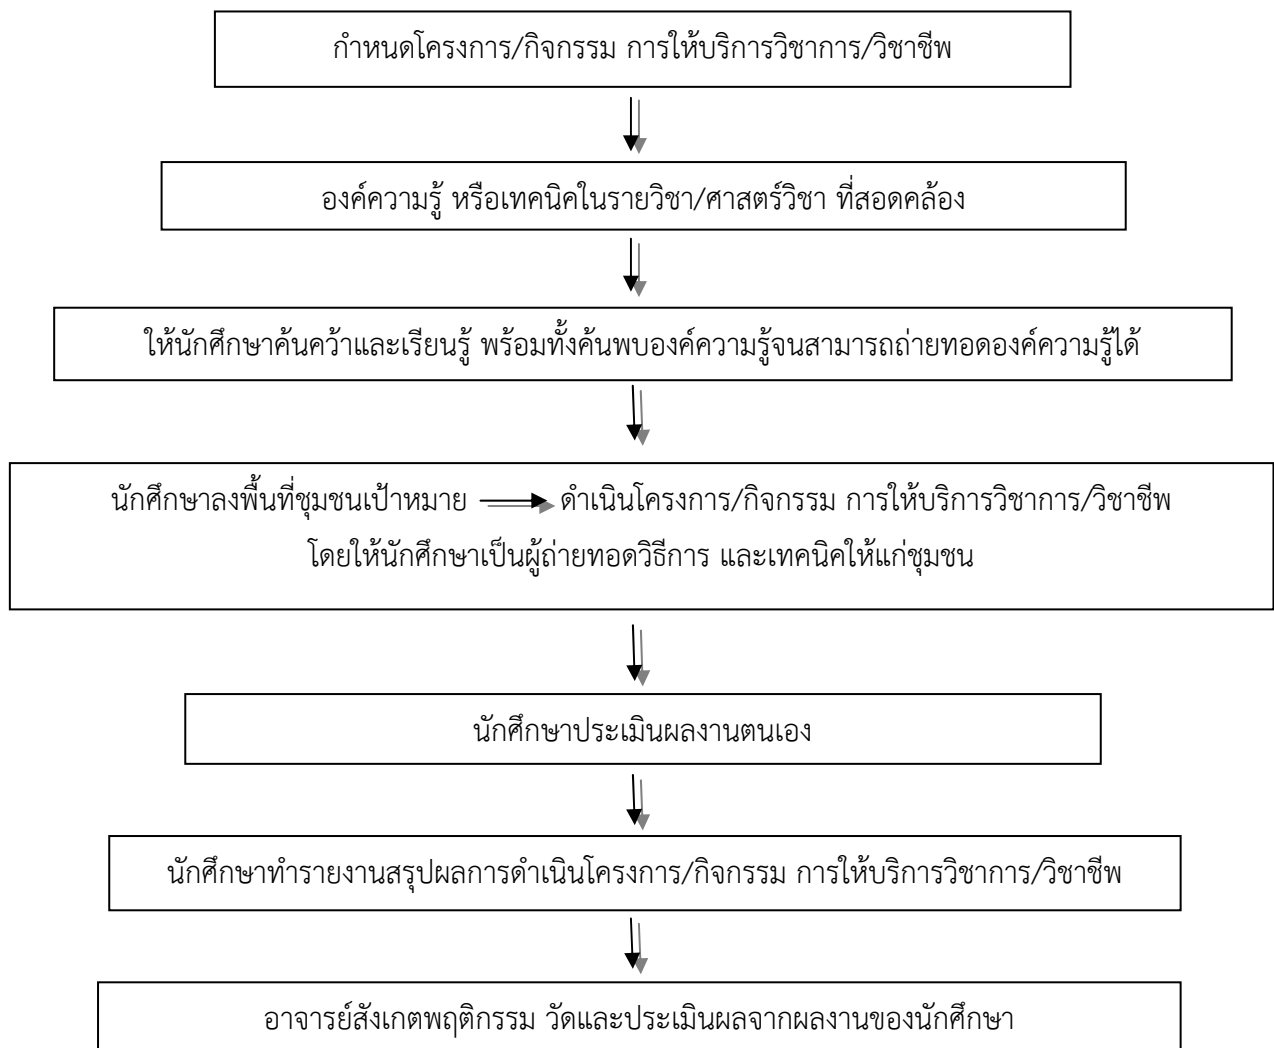 กำหนดโครงการ/กิจกรรม การให้บริการวิชาการ/วิชาชีพ
องค์ความรู้ หรือเทคนิคในรายวิชา/ศาสตร์วิชา ที่สอดคล้อง
ให้นักศึกษาค้นคว้าและเรียนรู้ พร้อมทั้งค้นพบองค์ความรู้จนสามารถถ่ายทอดองค์ความรู้ได้
นักศึกษาลงพื้นที่ชุมชนเป้าหมาย ดำเนินโครงการ/กิจกรรม การให้บริการวิชาการ/วิชาชีพ
โดยให้นักศึกษาเป็นผู้ถ่ายทอดวิธีการ และเทคนิคให้แก่ชุมชน
นักศึกษาประเมินผลงานตนเอง
นักศึกษาทำรายงานสรุปผลการดำเนินโครงการ/กิจกรรม การให้บริการวิชาการ/วิชาชีพ
อาจารย์สังเกตพฤติกรรม วัดและประเมินผลจากผลงานของนักศึกษา